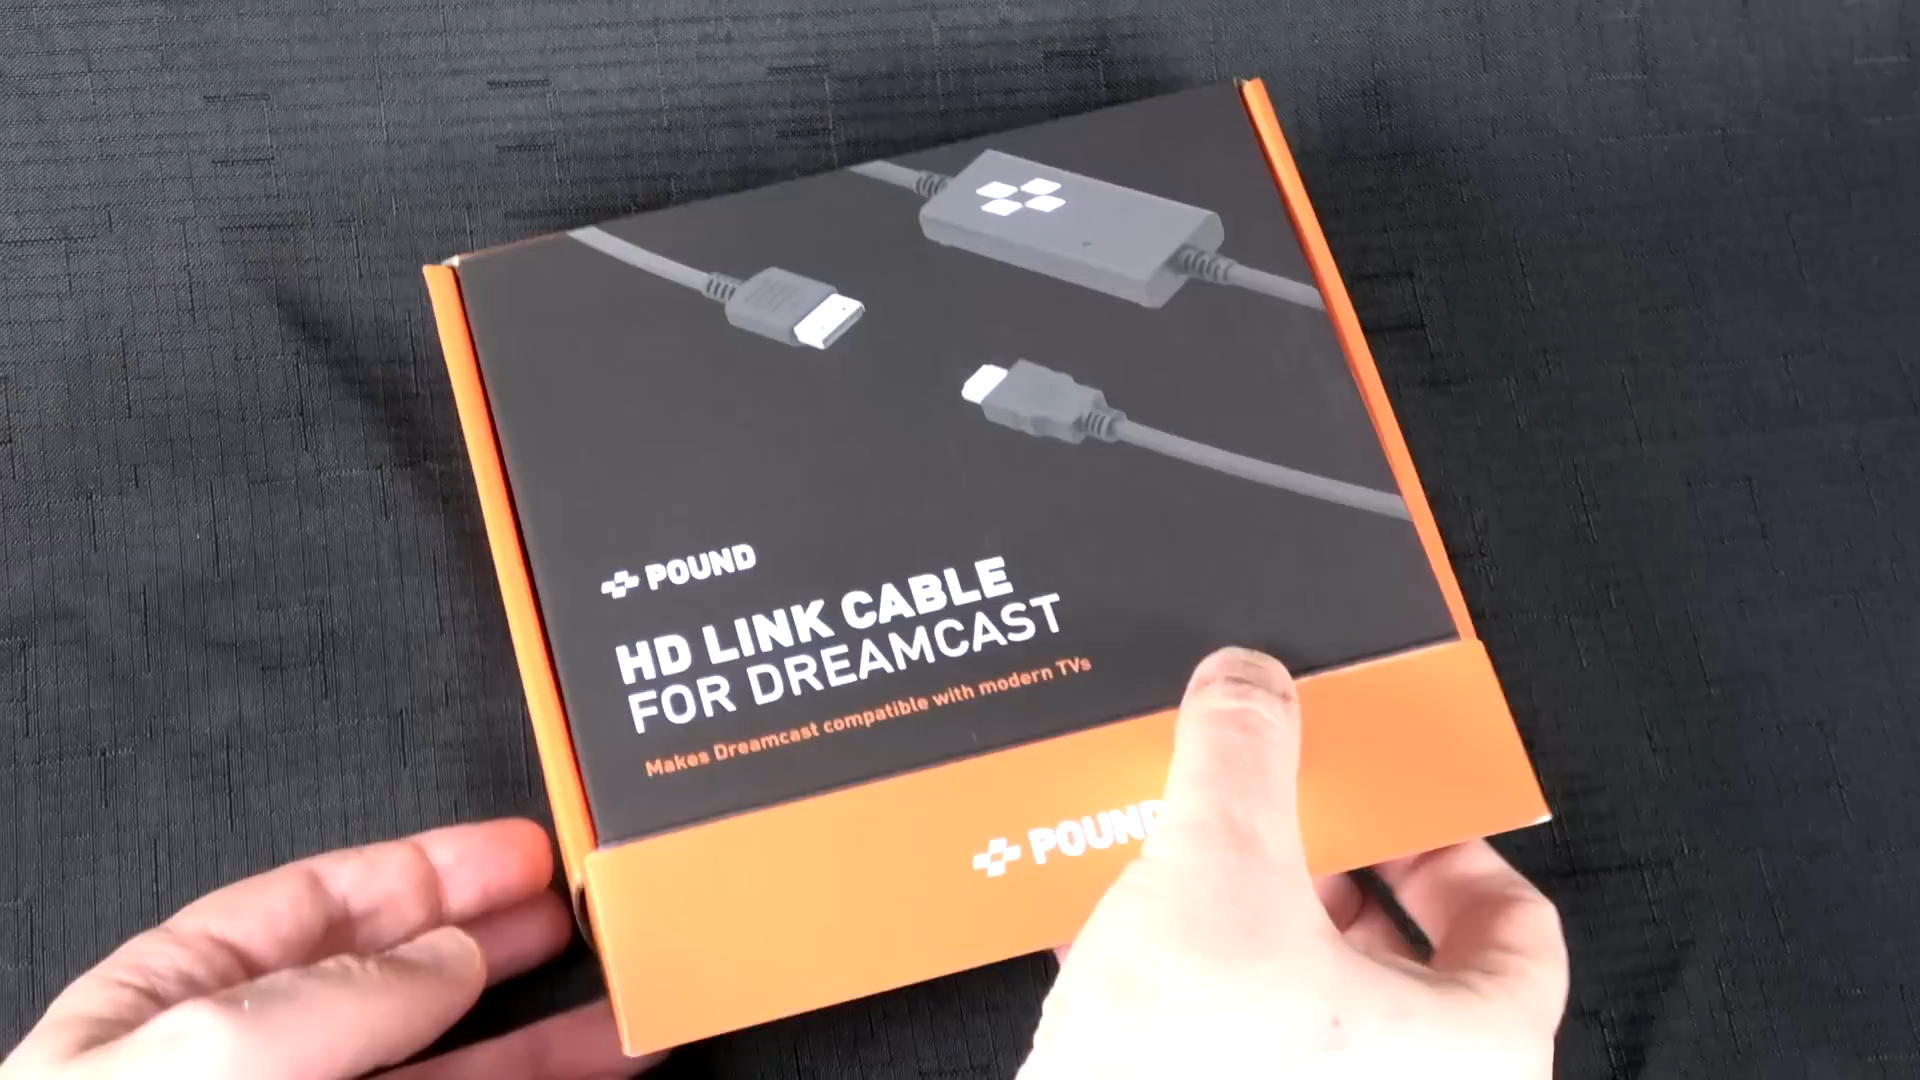 POUND
HD LINK CABLE
FOR DREAMCAST
Makes Dreamcast compatible with modern TVs
POUND